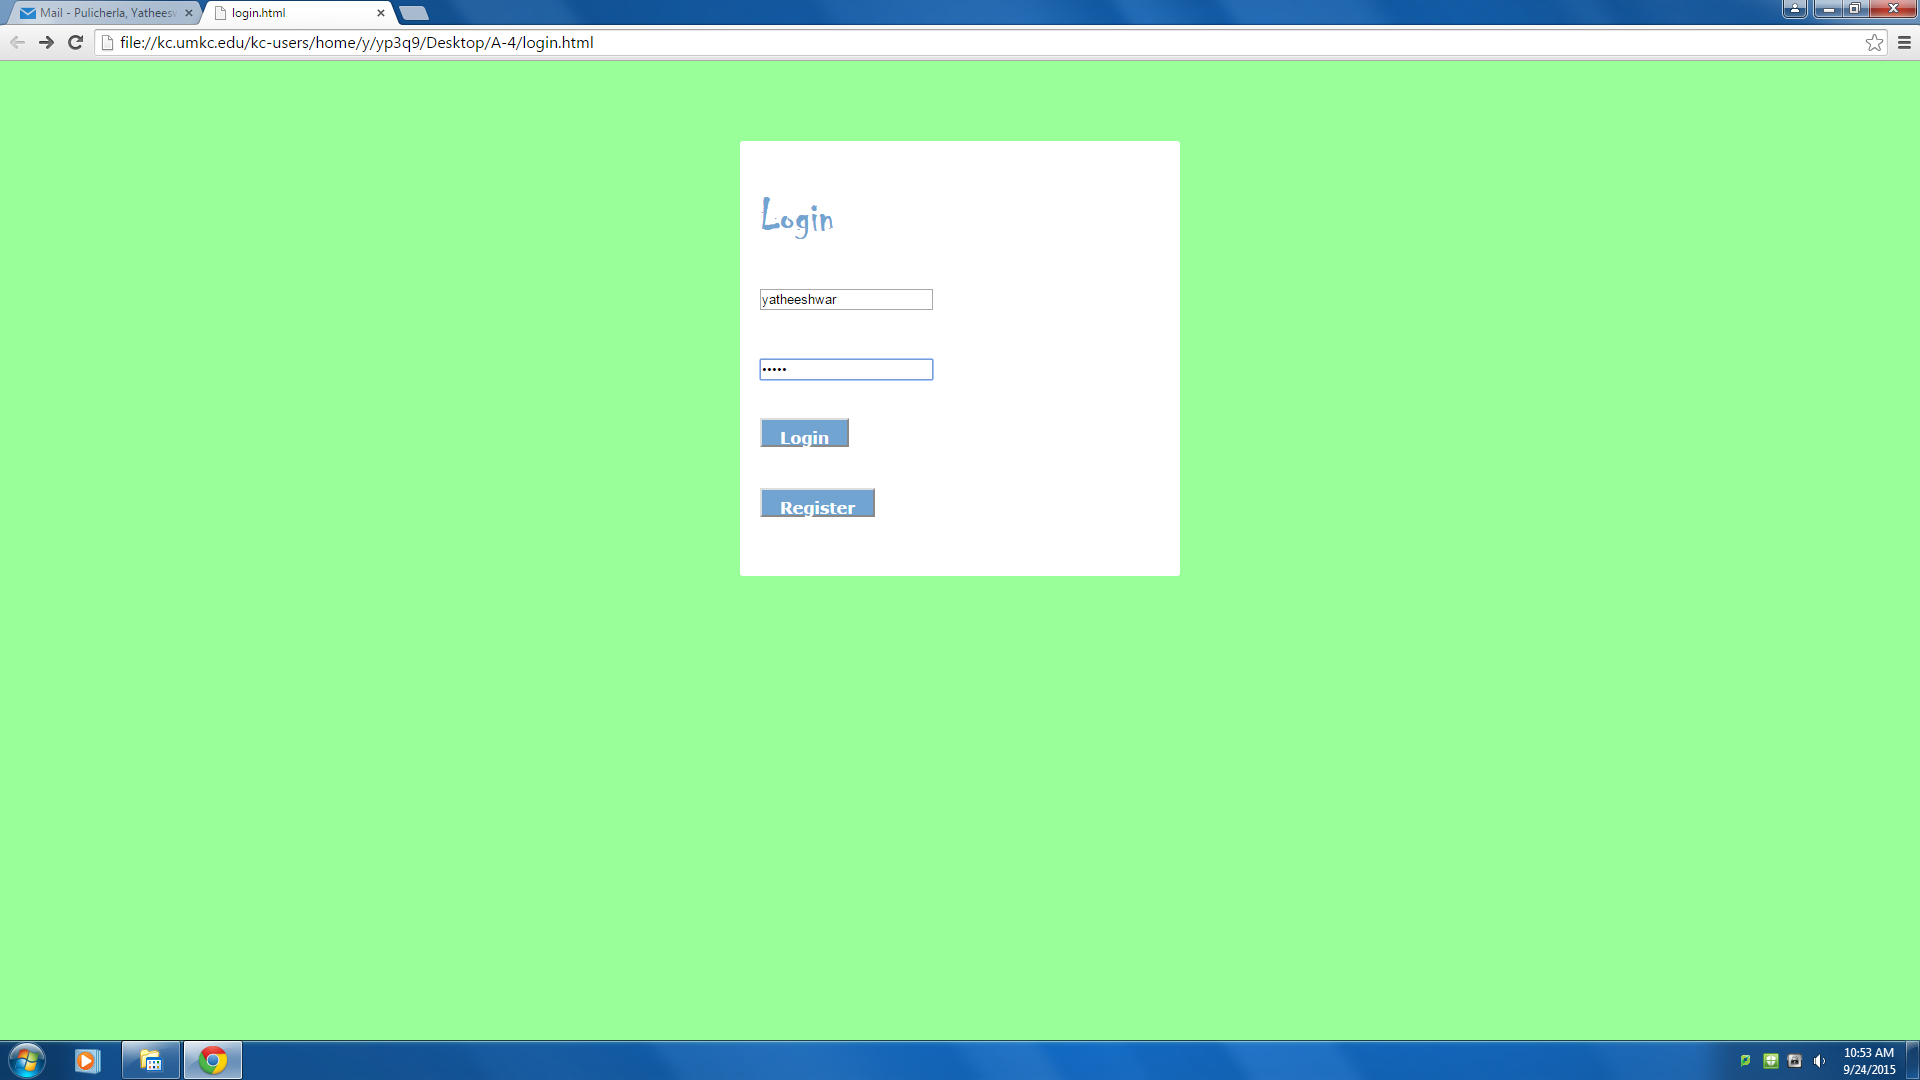 Mail - Pulicherla, Yathees
login.html
file://kc.umkc.edu/kc-users/home/y/yp3q9/Desktop/A-4/login.html
Login
yatheeshwar
•••••
Login
Register
10:53 AM
9/24/2015